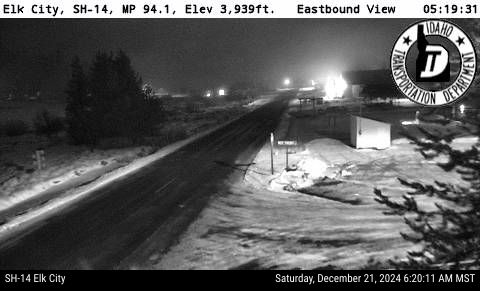 Elk City, SH-14, MP 94.1, Elev 3,939ft. Eastbound View 05:19:31
IDAHO
TRANSPORTATION DEPARTMENT
SH-14 Elk City Saturday, December 21, 2024 6:20:11 AM MST